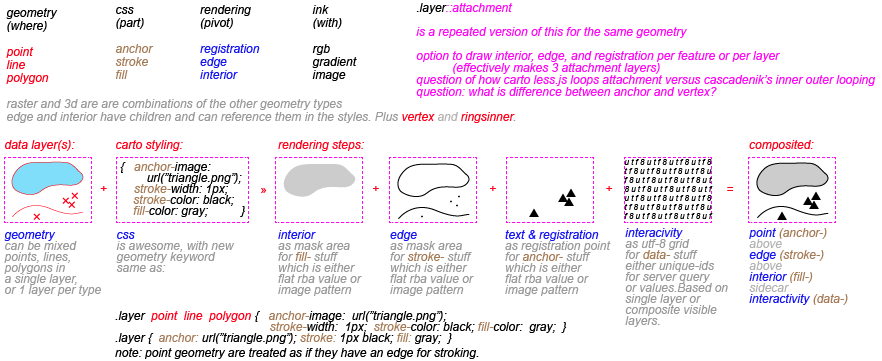 geometry css rendering ink .layer::attachment
(where) (part) (pivot) (with)
is a repeated version of this for the same geometry
point anchor registration rgb option to draw interior, edge, and registration per feature or per layer
line stroke edge gradient (effectively makes 3 attachment layers)
polygon fill interior image question of how carto less.js loops attachment versus cascadenik's inner outer looping
question: what is difference between anchor and vertex?
raster and 3d are are combinations of the other geometry types
edge and interior have children and can reference them in the styles. Plus vertex and ringsinner.
data layer(s): carto styling: rendering steps: composited:
{ anchor-image:
url("triangle.png");
stroke-width: 1px;
stroke-color: black;
fill-color: gray; }
+ » + + + =
utf8utf8utf8utf8
tf8utf8utf8utf8u
f8utf8utf8utf8ut
8utf8utf8utf8utf
utf8utf8utf8utf8
tf8utf8utf8utf8u
f8utf8utf8utf8ut
geometry
can be mixed
points, lines,
polygons in
a single layer,
or 1 layer per type
css
is awesome, with new
geometry keyword
same as:
interior
as mask area
for fill- stuff
which is either
flat rba value or
image pattern
edge
as mask area
for stroke- stuff
which is either
flat rba value or
image pattern
text & registration
as registration point
for anchor- stuff
which is either
flat rba value or
image pattern
interacivity
as utf-8 grid
for data- stuff
either unique-ids
for server query
or values.Based on
single layer or
composite visible
layers.
point (anchor-)
above
edge (stroke-)
above
interior (fill-)
sidecar
interactivity (data-)
.layer point line polygon { anchor-image: url("triangle.png");
stroke-width: 1px; stroke-color: black; fill-color: gray; }
.layer { anchor: url("triangle.png"); stroke: 1px black; fill: gray; }
note: point geometry are treated as if they have an edge for stroking.